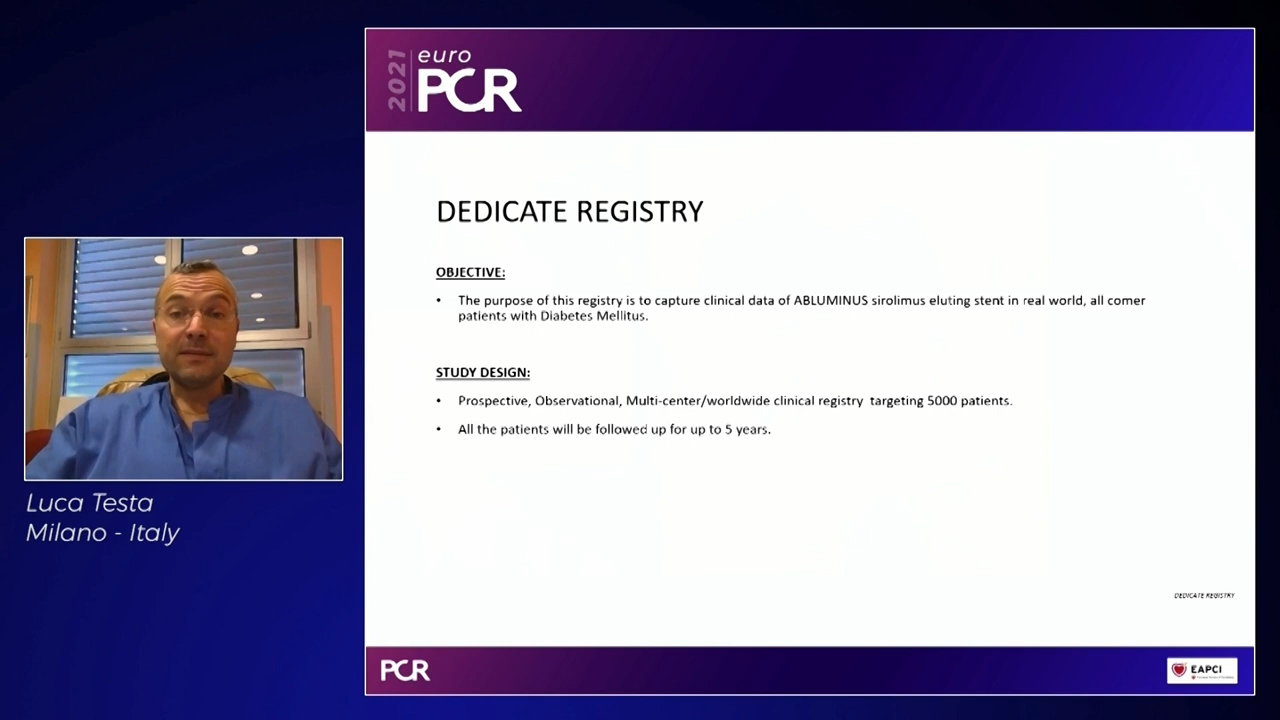 2021
euro
PCR
DEDICATE REGISTRY
OBJECTIVE:
• The purpose of this registry is to capture clinical data of ABLUMINUS sirolimus eluting stent in real world, all comer
patients with Diabetes Mellitus.
STUDY DESIGN:
• Prospective, Observational, Multi-center/worldwide clinical registry targeting 5000 patients.
• All the patients will be followed up for up to 5 years.
Luca Testa
Milano - Italy
DEDICATE REGISTRY
PCR
EAPCI